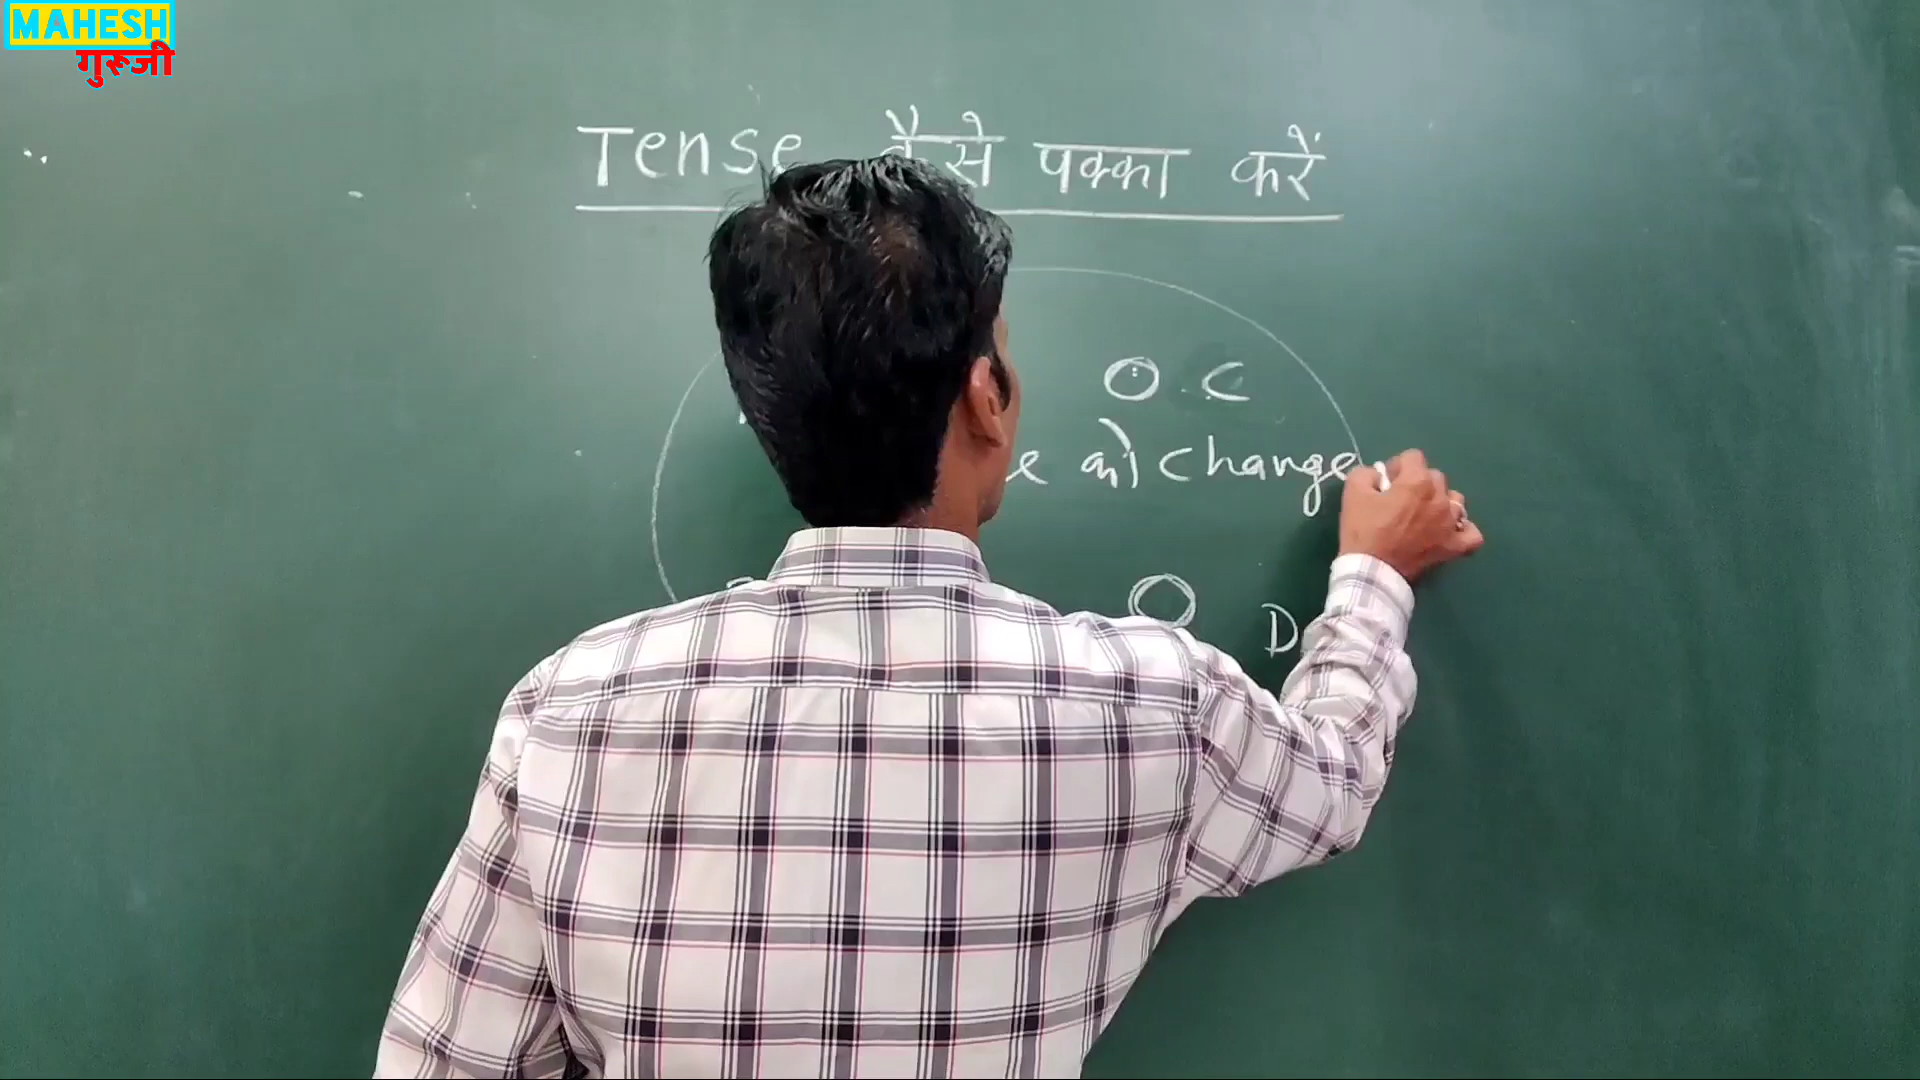 MAHESH
गुरूजी
Tense कैसे पक्का करें
O.C
को change
O D